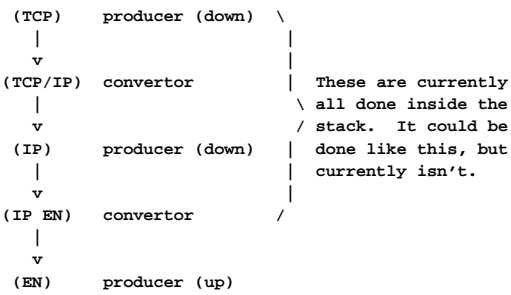 (TCP) producer (down) \
| |
v |
(TCP/IP) convertor | These are currently
| \ all done inside the
v / stack. It could be
(IP) producer (down) | done like this, but
| | currently isn't.
v |
(IP EN) convertor /
|
v
(EN) producer (up)